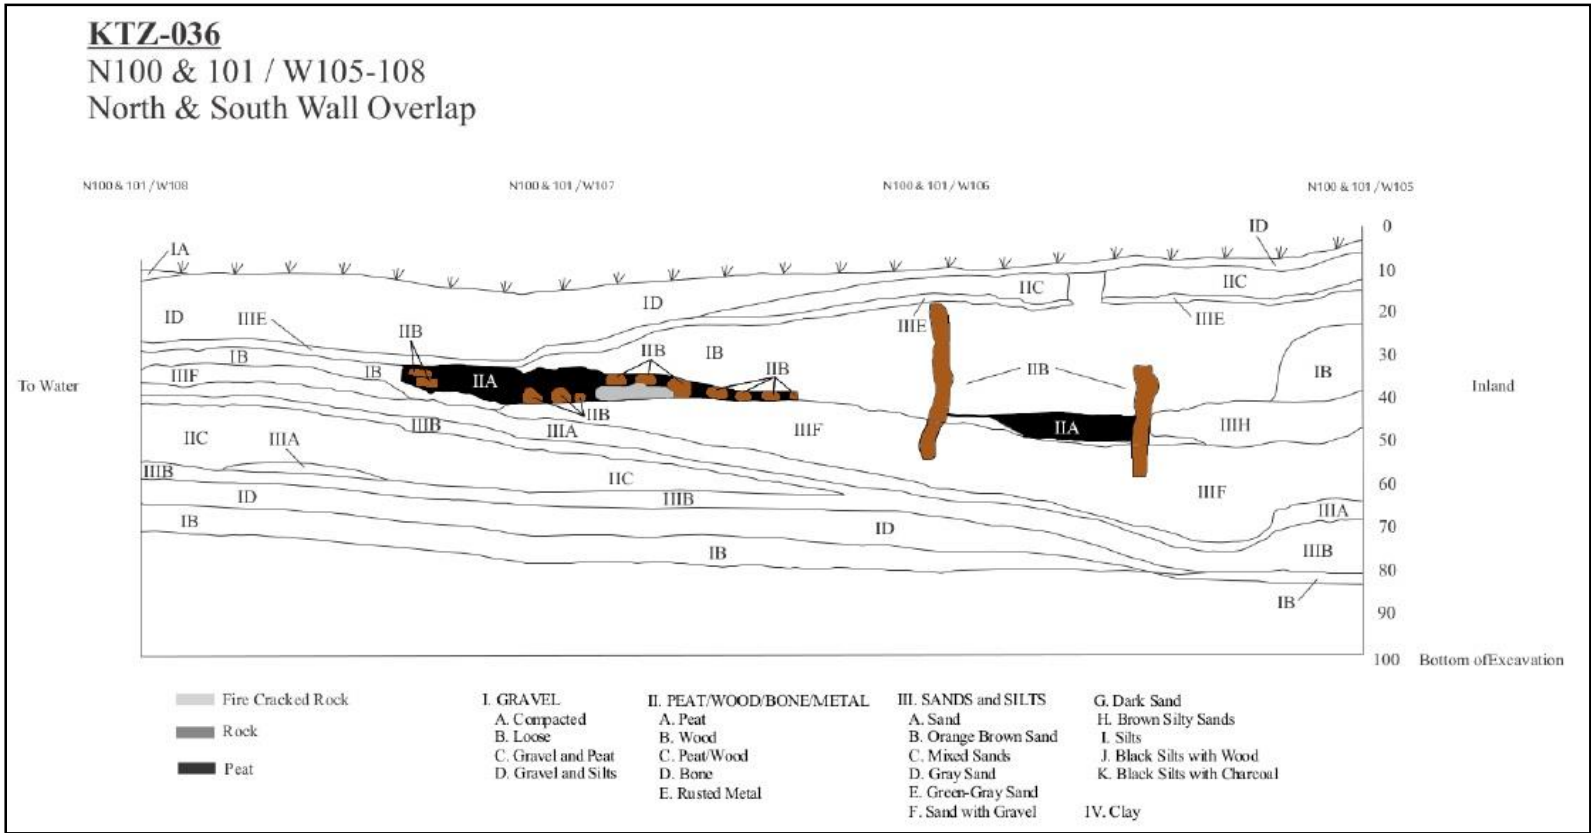 KTZ-036
N100 & 101 / W105-108
North & South Wall Overlap
N100 & 101 / W108 N100 & 101 / W107 N100 & 101 / W106 N100 & 101 / W105
0
ID
IA
10
IIC IIC
ID
20
ID IIIE IIIE IIIE
IIB
30
IB IIB IB
IB IIA IIB IIB IB
IIIF
To Water Inland
40
IIB
IIIB IIIA IIIF IIA IIIH
IIC IIIA
50
IIIB
IIC
60
ID IIIB IIIF
IIIA
70
IB ID
IB IIIB
80
IB
90
100 Bottom of Excavation
Fire Cracked Rock
Rock
Peat
I. GRAVEL
A. Compacted
B. Loose
C. Gravel and Peat
D. Gravel and Silts
II. PEAT/WOOD/BONE/METAL
A. Peat
B. Wood
C. Peat/Wood
D. Bone
E. Rusted Metal
III. SANDS and SILTS
A. Sand
B. Orange Brown Sand
C. Mixed Sands
D. Gray Sand
E. Green-Gray Sand
F. Sand with Gravel
G. Dark Sand
H. Brown Silty Sands
I. Silts
J. Black Silts with Wood
K. Black Silts with Charcoal
IV. Clay